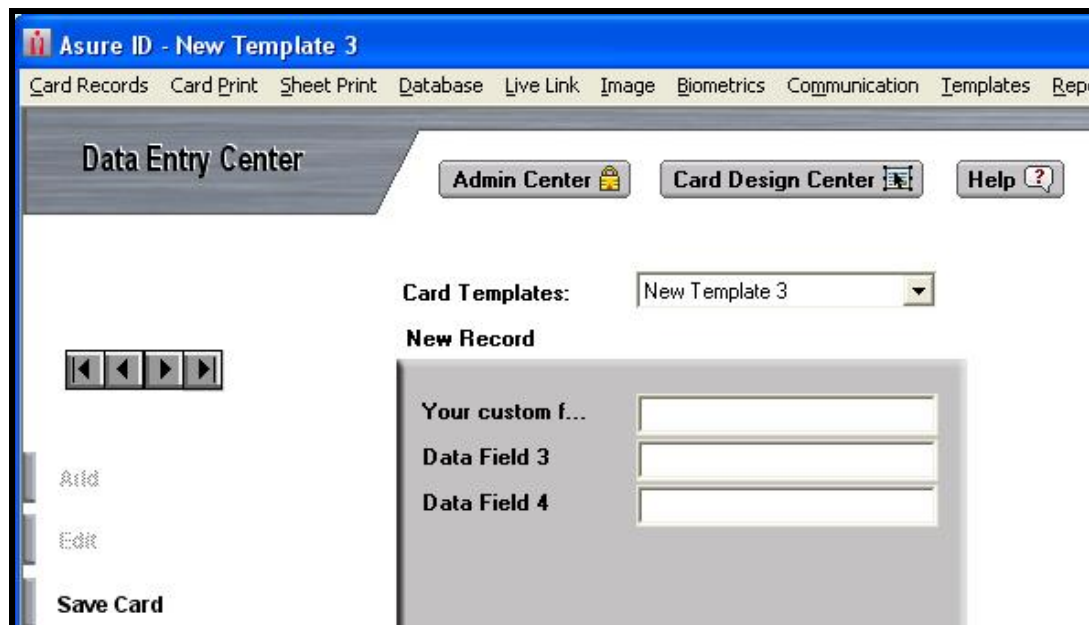 Asure ID - New Template 3
Card Records Card Print Sheet Print Database Live Link Image Biometrics Communication Templates Rep
Data Entry Center
Admin Center Card Design Center Help ?
Card Templates: New Template 3
New Record
Your custom f...
Data Field 3
Data Field 4
Add
Edit
Save Card